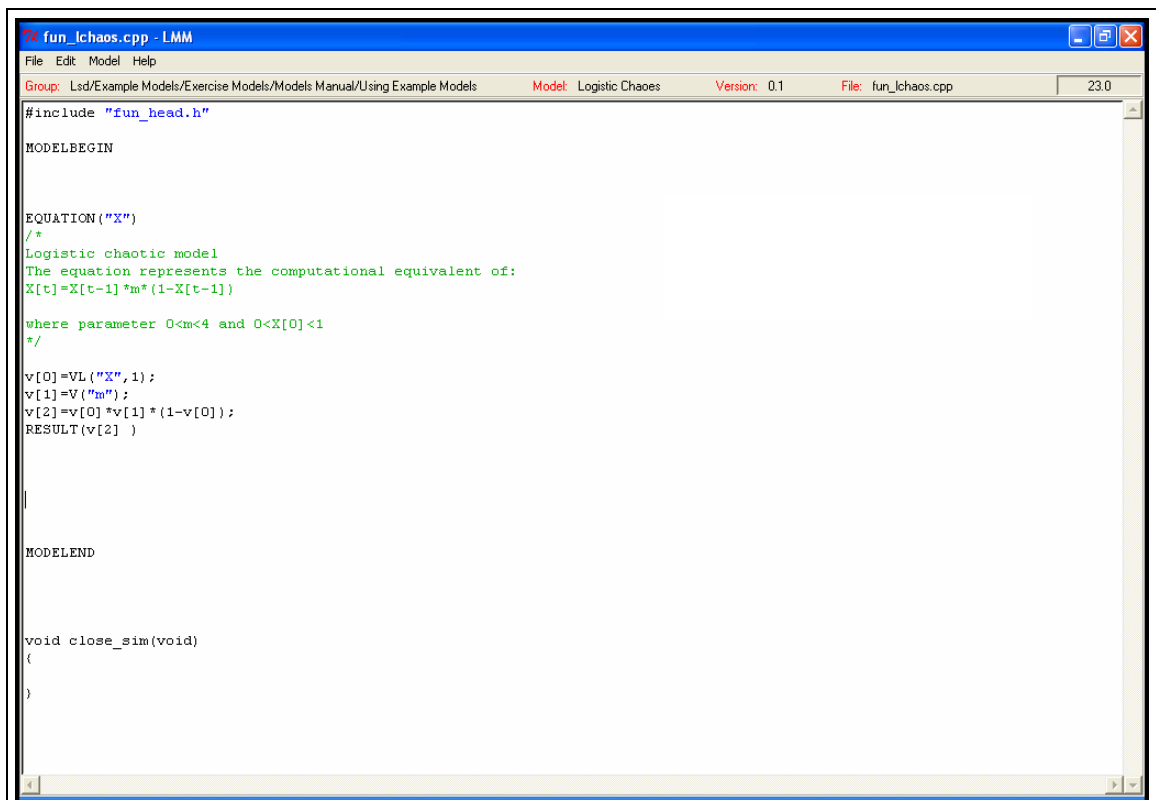 fun_lchaos.cpp - LMM
File Edit Model Help
Group: Lsd/Example Models/Exercise Models/Models Manual/Using Example Models Model: Logistic Chaoes Version: 0.1 File: fun_lchaos.cpp 23.0
#include "fun_head.h"
MODELBEGIN
EQUATION("X")
/*
Logistic chaotic model
The equation represents the computational equivalent of:
X[t]=X[t-1]*m*(1-X[t-1])
where parameter 0<m<4 and 0<X[0]<1
*/
v[0]=VL("X",1);
v[1]=V("m");
v[2]=v[0]*v[1]*(1-v[0]);
RESULT(v[2] )
MODELEND
void close_sim(void)
{
}